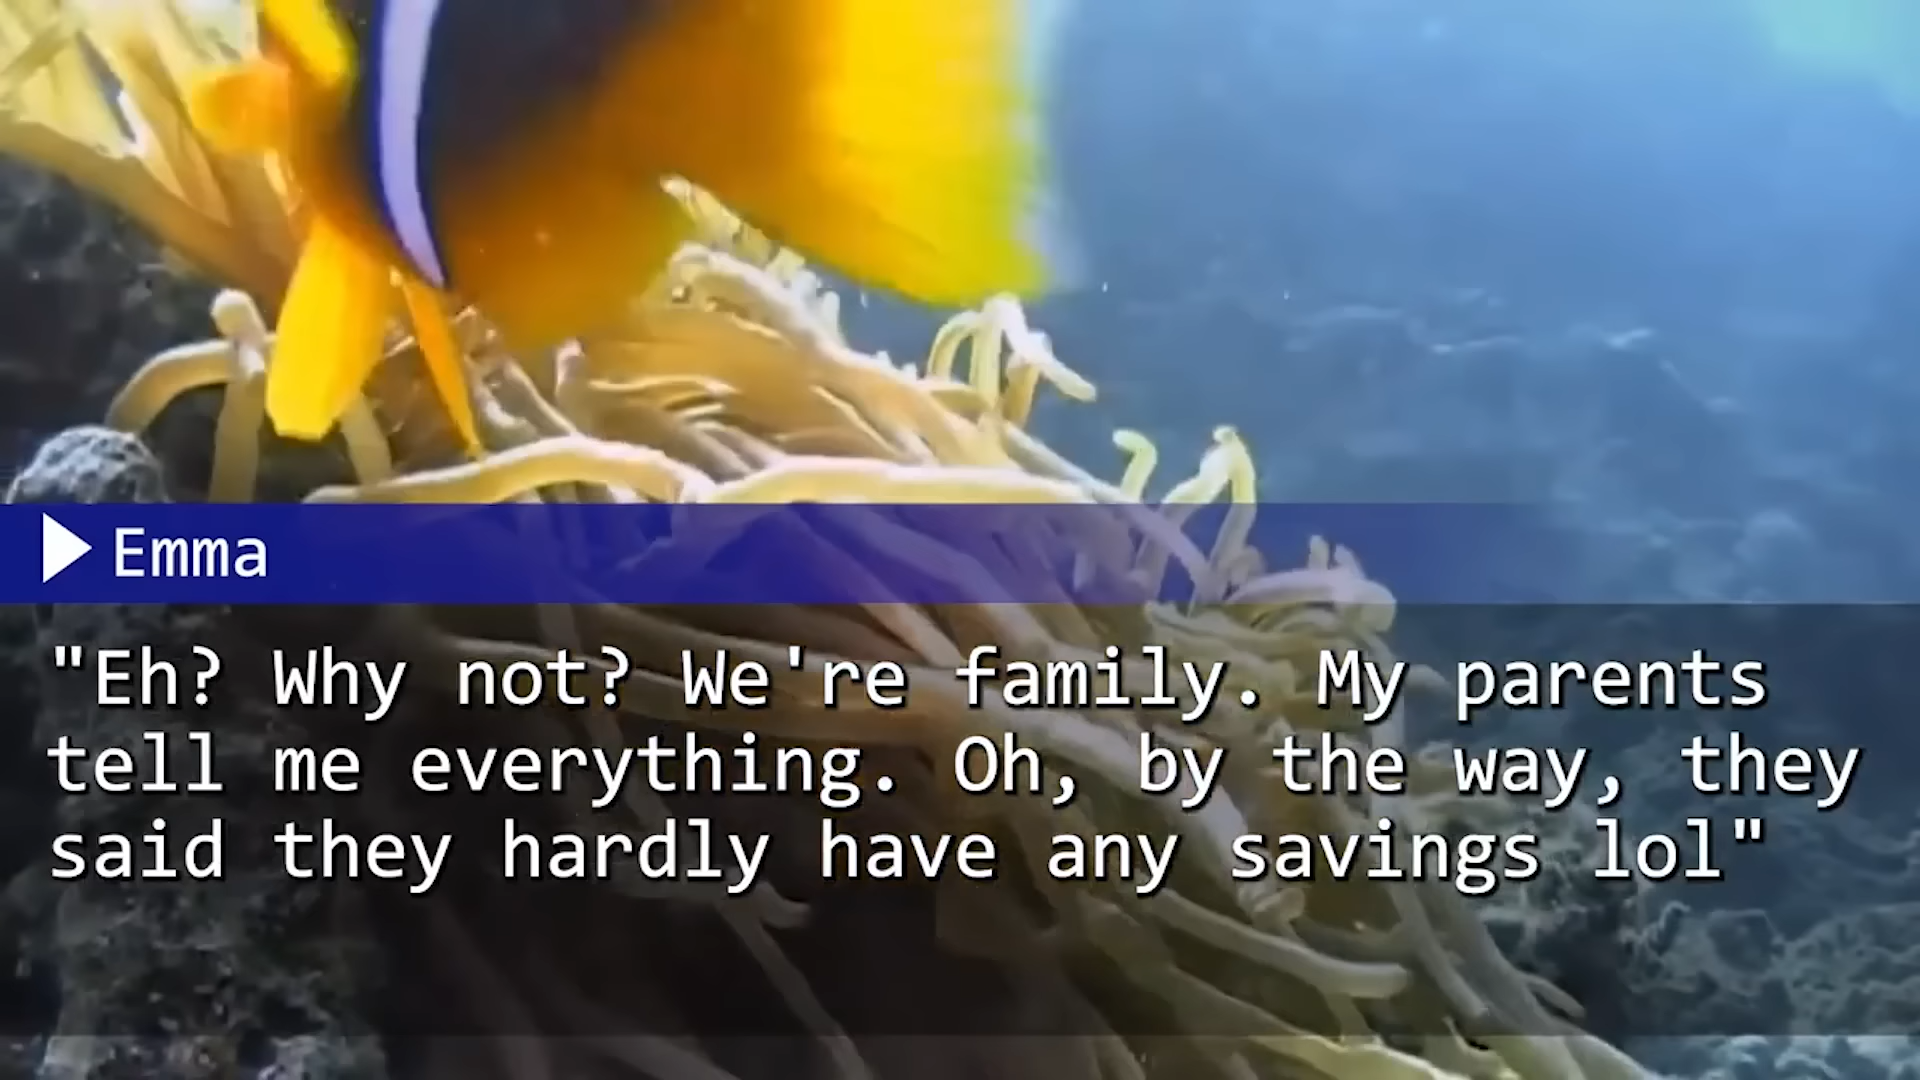 Emma
"Eh? Why not? We're family. My parents
tell me everything. Oh, by the way, they
said they hardly have any savings lol"